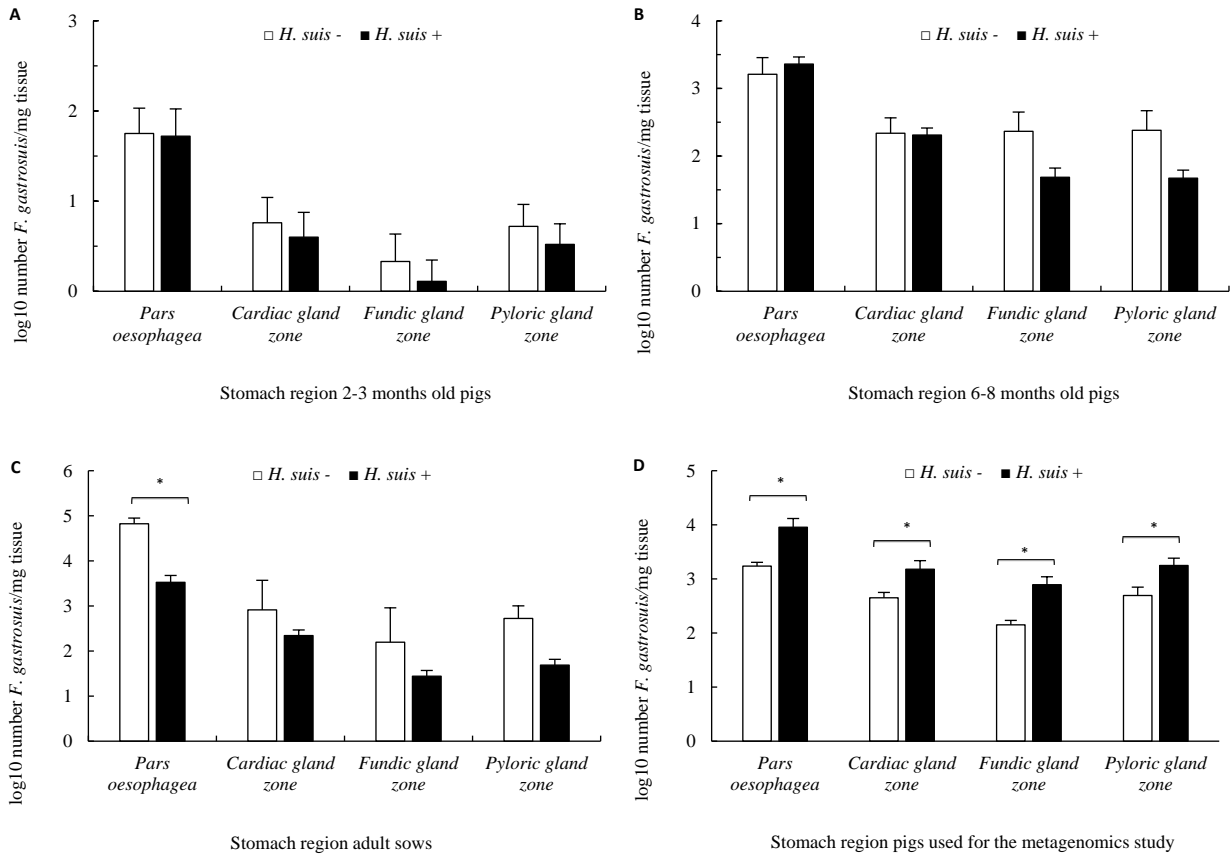 A
H. suis - H. suis +
log10 number F. gastrosuis/mg tissue
3
2
1
0
Pars oesophagea
Cardiac gland zone
Fundic gland zone
Pyloric gland zone
Stomach region 2-3 months old pigs
B
H. suis - H. suis +
log10 number F. gastrosuis/mg tissue
4
3
2
1
0
Pars oesophagea
Cardiac gland zone
Fundic gland zone
Pyloric gland zone
Stomach region 6-8 months old pigs
C
H. suis - H. suis +
log10 number F. gastrosuis/mg tissue
6
5
4
3
2
1
0
*
Pars oesophagea
Cardiac gland zone
Fundic gland zone
Pyloric gland zone
Stomach region adult sows
D
H. suis - H. suis +
log10 number F. gastrosuis/mg tissue
5
4
3
2
1
0
*
*
*
*
Pars oesophagea
Cardiac gland zone
Fundic gland zone
Pyloric gland zone
Stomach region pigs used for the metagenomics study